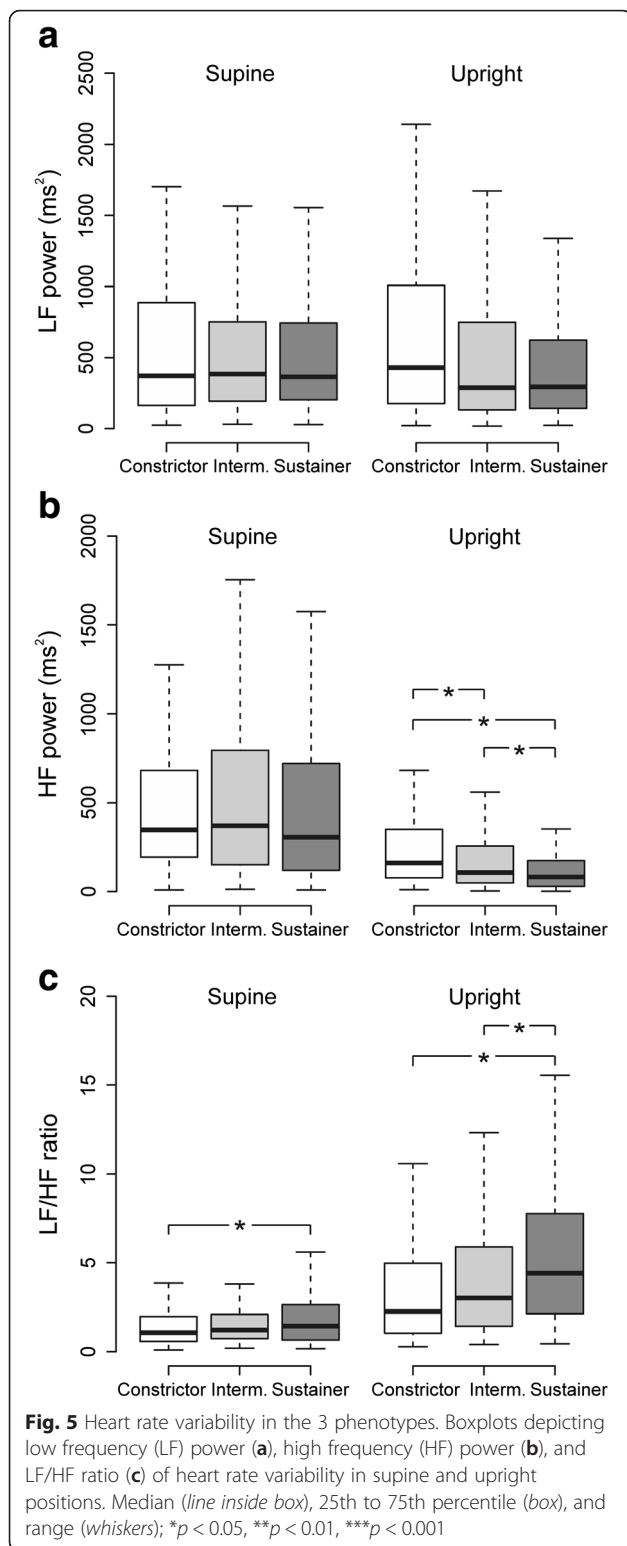 a
Supine Upright
LF power (ms²)
2500
2000
1500
1000
500
0
Constrictor Interm. Sustainer Constrictor Interm. Sustainer
b
Supine Upright
HF power (ms²)
2000
1500
1000
500
0
*
*
*
Constrictor Interm. Sustainer Constrictor Interm. Sustainer
c
Supine Upright
LF/HF ratio
20
15
10
5
0
*
*
*
Constrictor Interm. Sustainer Constrictor Interm. Sustainer
Fig. 5 Heart rate variability in the 3 phenotypes. Boxplots depicting
low frequency (LF) power (a), high frequency (HF) power (b), and
LF/HF ratio (c) of heart rate variability in supine and upright
positions. Median (line inside box), 25th to 75th percentile (box), and
range (whiskers); *p < 0.05, **p < 0.01, ***p < 0.001